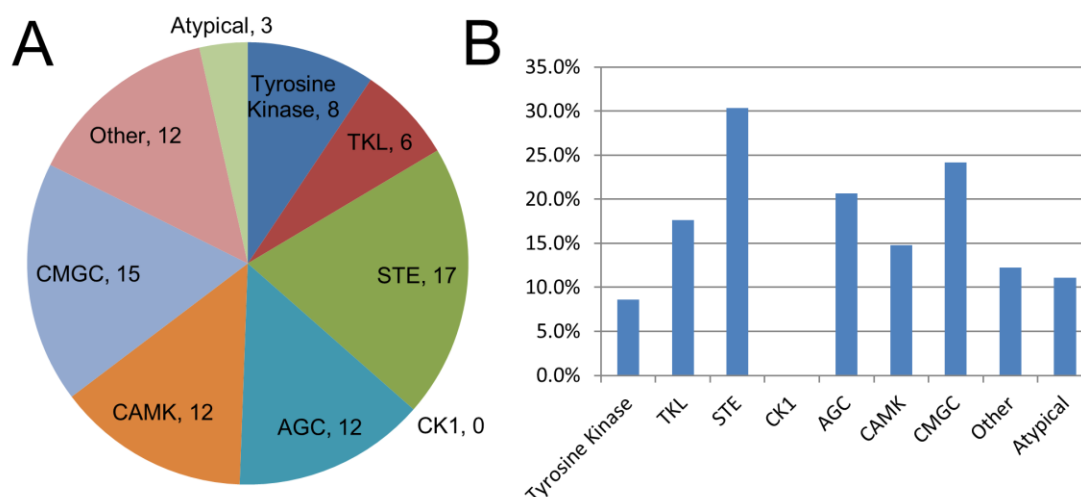 A
Atypical, 3
Tyrosine
Kinase, 8
TKL, 6
Other, 12
STE, 17
CMGC, 15
CAMK, 12
AGC, 12
CK1, 0
B
35.0%
30.0%
25.0%
20.0%
15.0%
10.0%
5.0%
0.0%
Tyrosine Kinase
TKL
STE
CK1
AGC
CAMK
CMGC
Other
Atypical